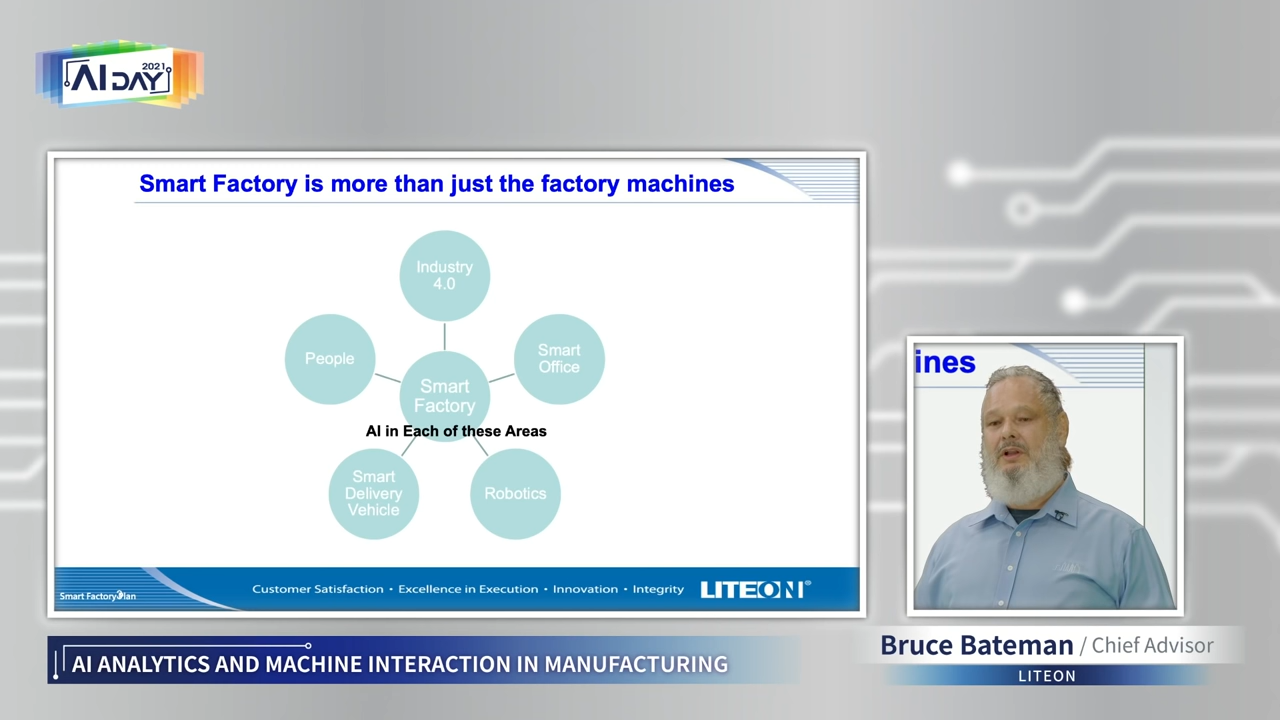 2021
AI DAY
Smart Factory is more than just the factory machines
Industry
4.0
People
Smart
Office
Smart
Factory
AI in Each of these Areas
Smart
Delivery
Vehicle
Robotics
Customer Satisfaction • Excellence in Execution • Innovation • Integrity
LITEON®
ines
AI ANALYTICS AND MACHINE INTERACTION IN MANUFACTURING
Bruce Bateman / Chief Advisor
LITEON